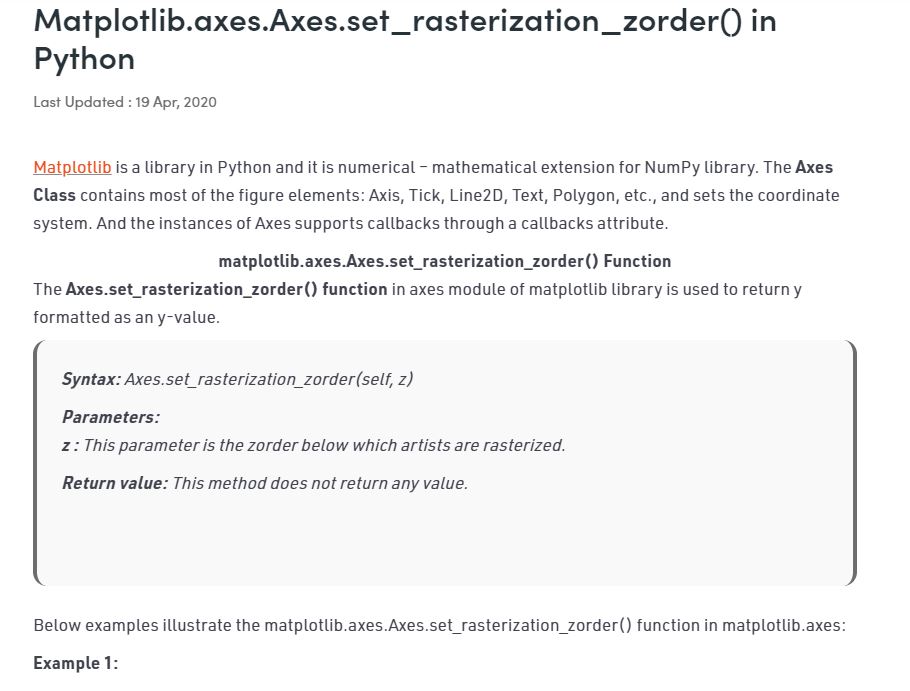 Matplotlib.axes.Axes.set_rasterization_zorder() in
Python
Last Updated : 19 Apr, 2020
Matplotlib is a library in Python and it is numerical – mathematical extension for NumPy library. The Axes
Class contains most of the figure elements: Axis, Tick, Line2D, Text, Polygon, etc., and sets the coordinate
system. And the instances of Axes supports callbacks through a callbacks attribute.
matplotlib.axes.Axes.set_rasterization_zorder() Function
The Axes.set_rasterization_zorder() function in axes module of matplotlib library is used to return y
formatted as an y-value.
Syntax: Axes.set_rasterization_zorder(self, z)
Parameters:
z : This parameter is the zorder below which artists are rasterized.
Return value: This method does not return any value.
Below examples illustrate the matplotlib.axes.Axes.set_rasterization_zorder() function in matplotlib.axes:
Example 1: